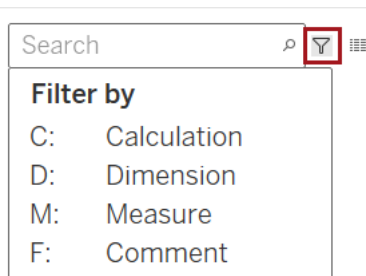 Search
Filter by
C: Calculation
D: Dimension
M: Measure
F: Comment